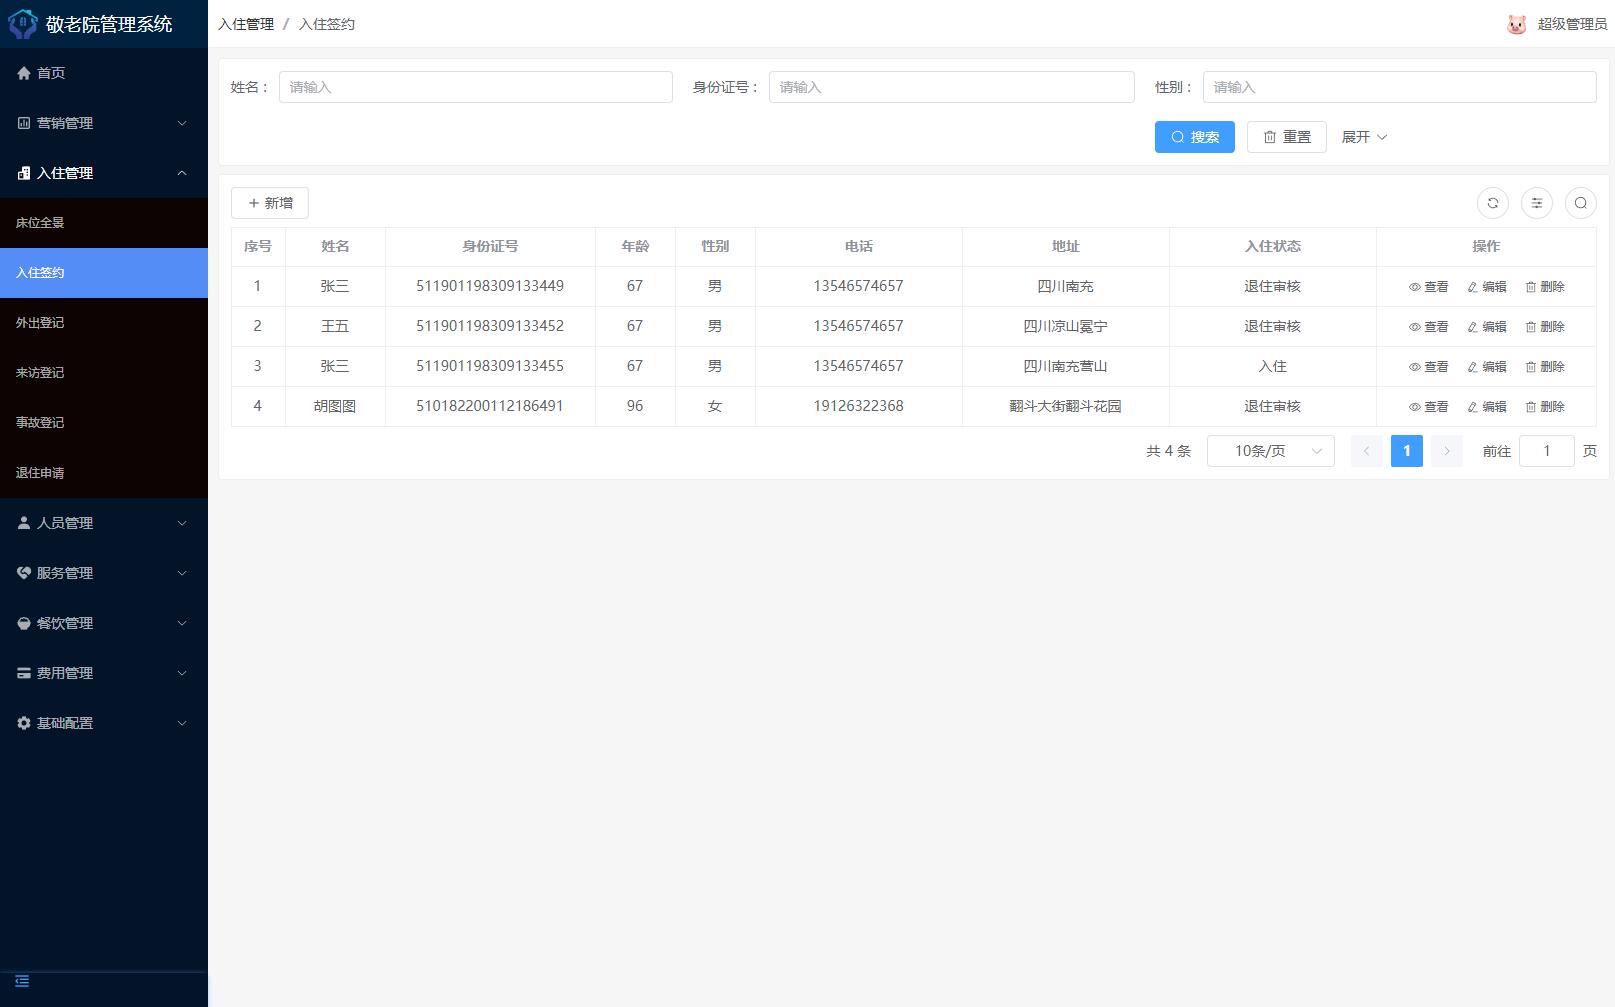 敬老院管理系统
入住管理 / 入住签约
超级管理员
首页
营销管理
入住管理
床位全景
入住签约
外出登记
来访登记
事故登记
退住申请
人员管理
服务管理
餐饮管理
费用管理
基础配置
姓名： 请输入 身份证号： 请输入 性别： 请输入
搜索 重置 展开
新增
序号 姓名 身份证号 年龄 性别 电话 地址 入住状态 操作
1 张三 511901198309133449 67 男 13546574657 四川南充 退住审核 查看 编辑 删除
2 王五 511901198309133452 67 男 13546574657 四川凉山冕宁 退住审核 查看 编辑 删除
3 张三 511901198309133455 67 男 13546574657 四川南充营山 入住 查看 编辑 删除
4 胡图图 510182200112186491 96 女 19126322368 翻斗大街翻斗花园 退住审核 查看 编辑 删除
共 4 条 10条/页 1 前往 1 页